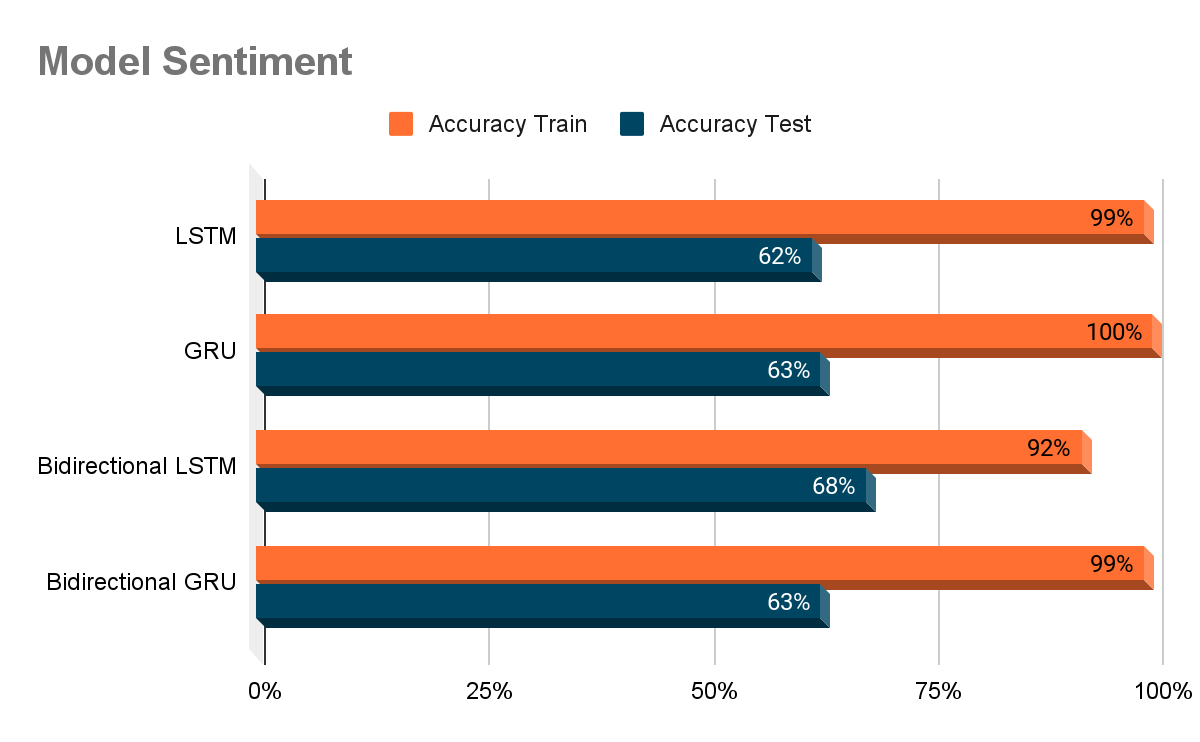 Model Sentiment
Accuracy Train
Accuracy Test
LSTM
99%
62%
GRU
100%
63%
Bidirectional LSTM
92%
68%
Bidirectional GRU
99%
63%
0%
25%
50%
75%
100%